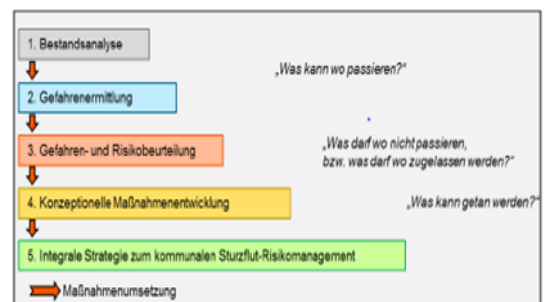 1. Bestandsanalyse
„Was kann wo passieren?“
2. Gefahrenermittlung
3. Gefahren- und Risikobeurteilung
„Was darf wo nicht passieren,
bzw. was darf wo zugelassen werden?“
4. Konzeptionelle Maßnahmenentwicklung
„Was kann getan werden?“
5. Integrale Strategie zum kommunalen Sturzflut-Risikomanagement
Maßnahmenumsetzung